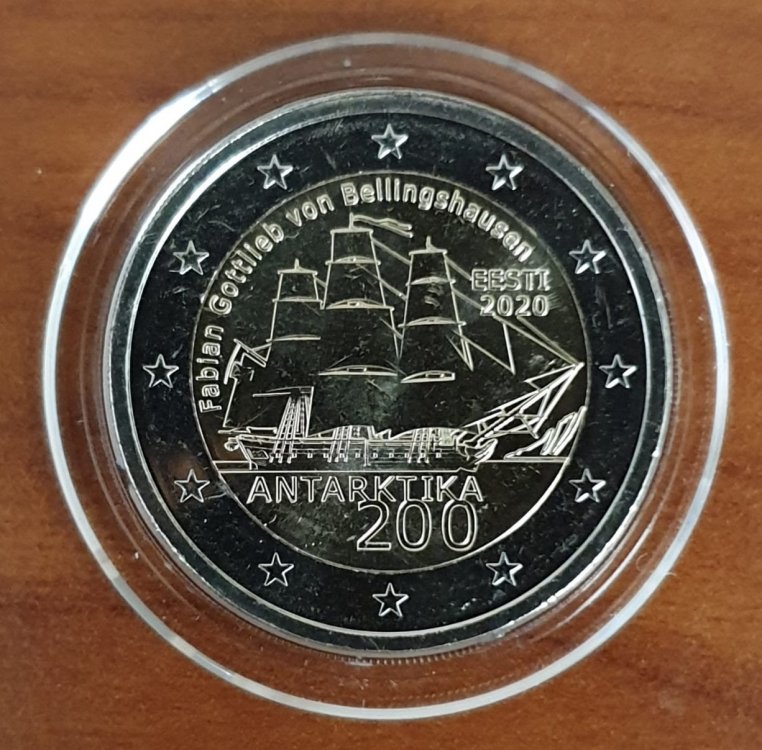 Fabian Gottlieb von Bellingshausen
EESTI
2020
ANTARKTIKA
200